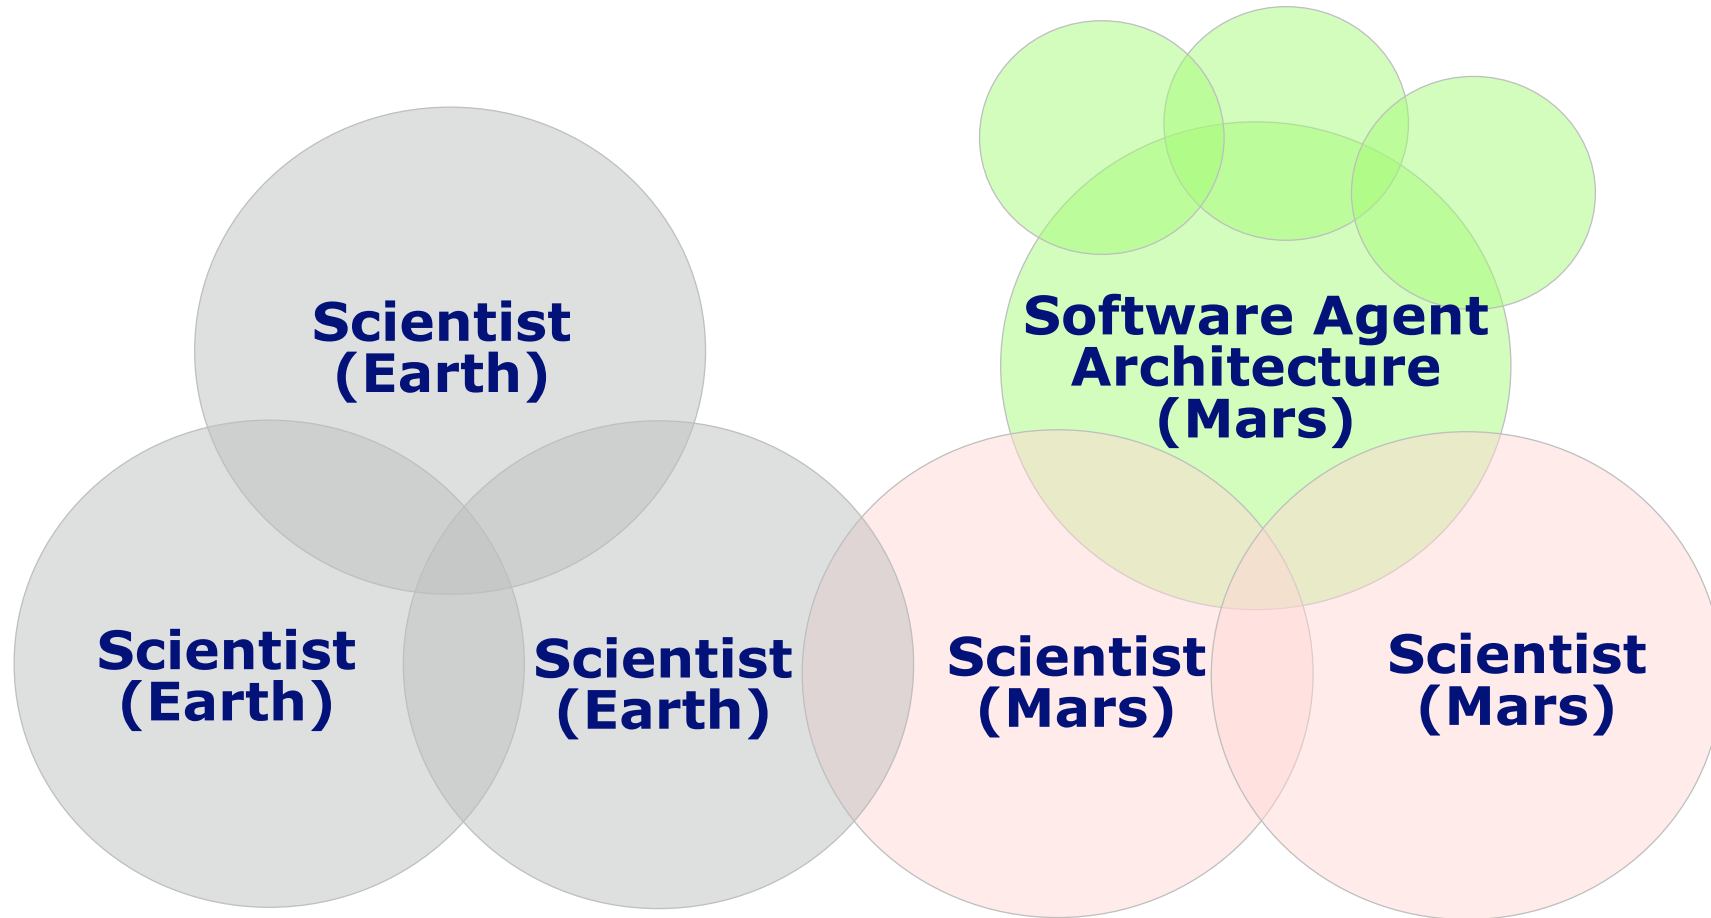 Scientist
(Earth)
Software Agent
Architecture
(Mars)
Scientist
(Earth)
Scientist
(Earth)
Scientist
(Mars)
Scientist
(Mars)